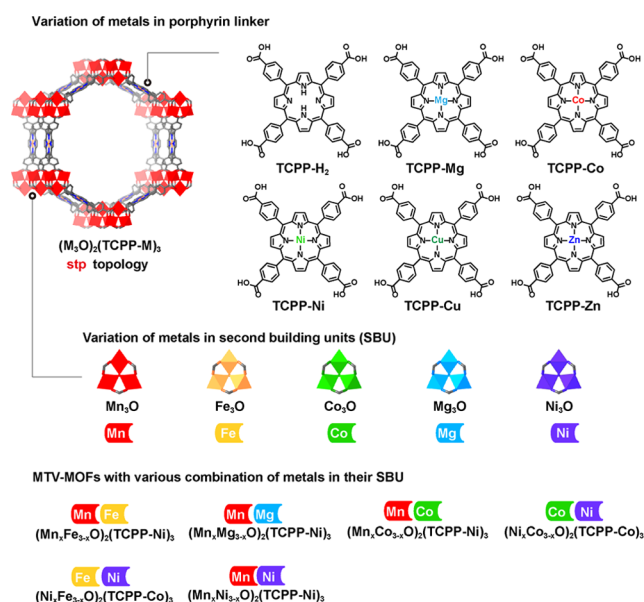 Variation of metals in porphyrin linker
COOH
TCPP-H₂
TCPP-Mg
TCPP-Co
TCPP-Ni
TCPP-Cu
TCPP-Zn
(M₃O)₂(TCPP-M)₃
stp topology
Variation of metals in second building units (SBU)
Mn₃O Fe₃O Co₃O Mg₃O Ni₃O
Mn Fe Co Mg Ni
MTV-MOFs with various combination of metals in their SBU
Mn Fe Mn Mg Mn Co Co Ni
(MnₓFe₃₋ₓO)₂(TCPP-Ni)₃ (MnₓMg₃₋ₓO)₂(TCPP-Ni)₃ (MnₓCo₃₋ₓO)₂(TCPP-Ni)₃ (NiₓCo₃₋ₓO)₂(TCPP-Co)₃
Fe Ni Mn Ni
(NiₓFe₃₋ₓO)₂(TCPP-Co)₃ (MnₓNi₃₋ₓO)₂(TCPP-Ni)₃